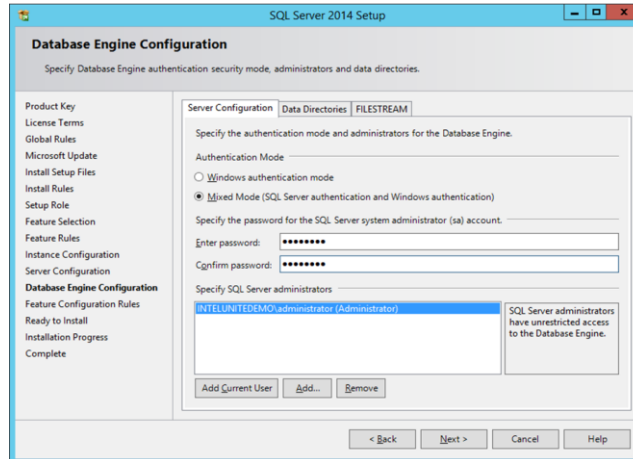 SQL Server 2014 Setup
Database Engine Configuration
Specify Database Engine authentication security mode, administrators and data directories.
Product Key
License Terms
Global Rules
Microsoft Update
Install Setup Files
Install Rules
Setup Role
Feature Selection
Feature Rules
Instance Configuration
Server Configuration
Database Engine Configuration
Feature Configuration Rules
Ready to Install
Installation Progress
Complete
Server Configuration Data Directories FILESTREAM
Specify the authentication mode and administrators for the Database Engine.
Authentication Mode
Windows authentication mode
Mixed Mode (SQL Server authentication and Windows authentication)
Specify the password for the SQL Server system administrator (sa) account.
Enter password: ●●●●●●●●
Confirm password: ●●●●●●●●
Specify SQL Server administrators
INTELUNITEDEMO\administrator (Administrator)
SQL Server administrators
have unrestricted access
to the Database Engine.
Add Current User Add... Remove
< Back Next > Cancel Help